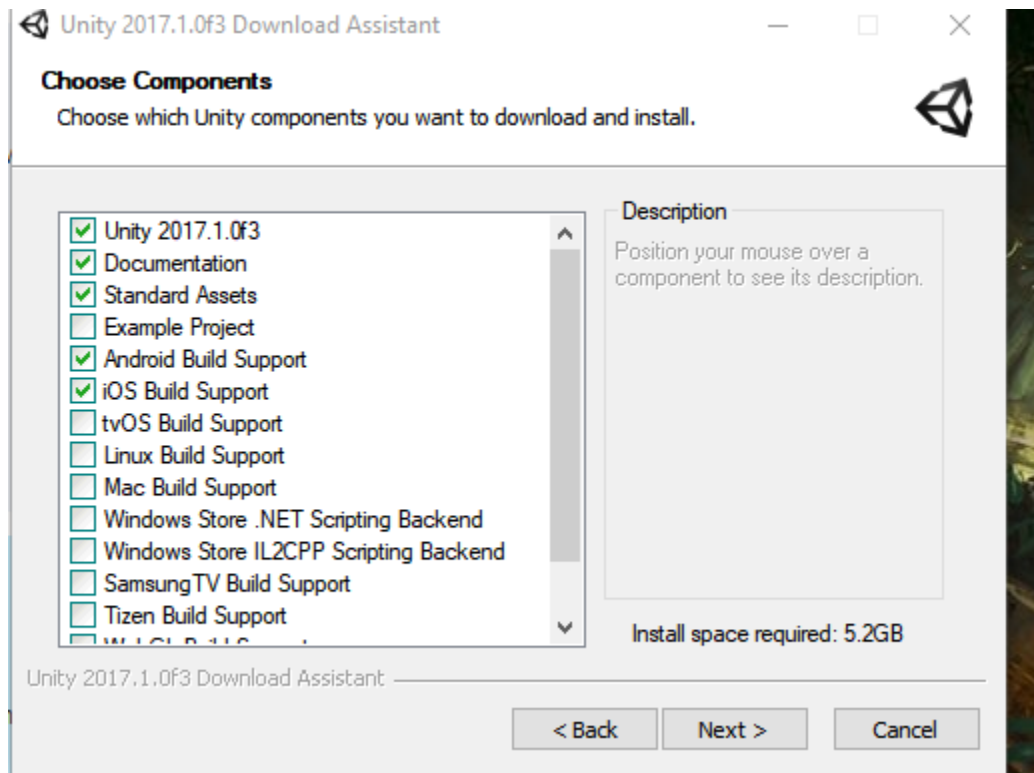 Unity 2017.1.0f3 Download Assistant
Choose Components
Choose which Unity components you want to download and install.
Unity 2017.1.0f3
Documentation
Standard Assets
Example Project
Android Build Support
iOS Build Support
tvOS Build Support
Linux Build Support
Mac Build Support
Windows Store .NET Scripting Backend
Windows Store IL2CPP Scripting Backend
SamsungTV Build Support
Tizen Build Support
Description
Position your mouse over a
component to see its description.
Install space required: 5.2GB
Unity 2017.1.0f3 Download Assistant
< Back
Next >
Cancel